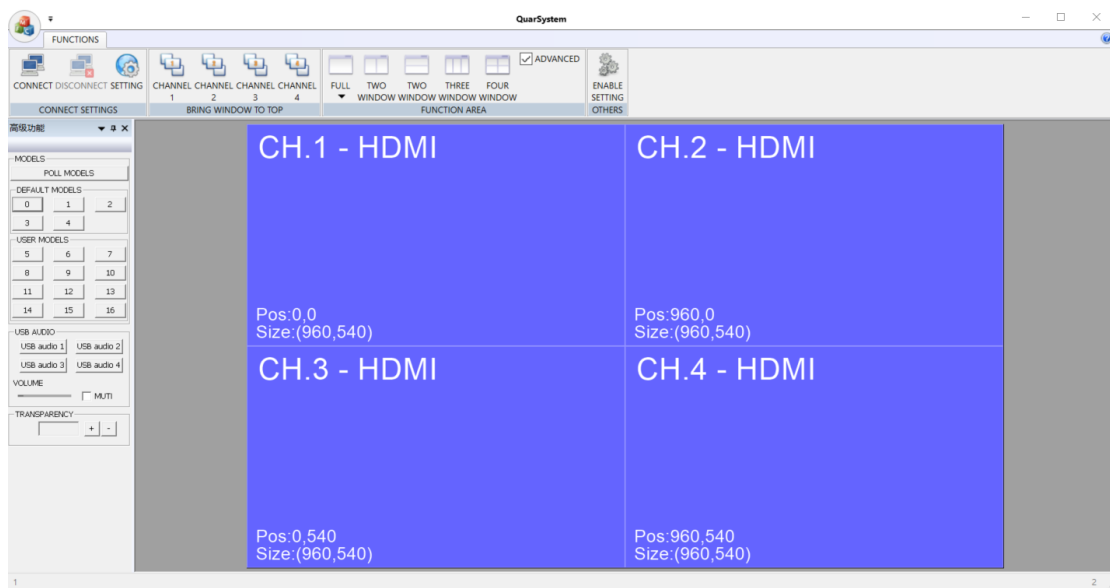 QuarSystem
FUNCTIONS
CONNECT DISCONNECT SETTING
CONNECT SETTINGS
CHANNEL CHANNEL CHANNEL CHANNEL
1 2 3 4
BRING WINDOW TO TOP
FULL TWO TWO THREE FOUR
WINDOW WINDOW WINDOW WINDOW
ADVANCED
FUNCTION AREA
ENABLE
SETTING
OTHERS
高级功能
MODELS
POLL MODELS
DEFAULT MODELS
0 1 2
3 4
USER MODELS
5 6 7
8 9 10
11 12 13
14 15 16
USB AUDIO
USB audio 1 USB audio 2
USB audio 3 USB audio 4
VOLUME
MUTI
TRANSPARENCY
+ -
CH.1 - HDMI
Pos:0,0
Size:(960,540)
CH.2 - HDMI
Pos:960,0
Size:(960,540)
CH.3 - HDMI
Pos:0,540
Size:(960,540)
CH.4 - HDMI
Pos:960,540
Size:(960,540)
1 2